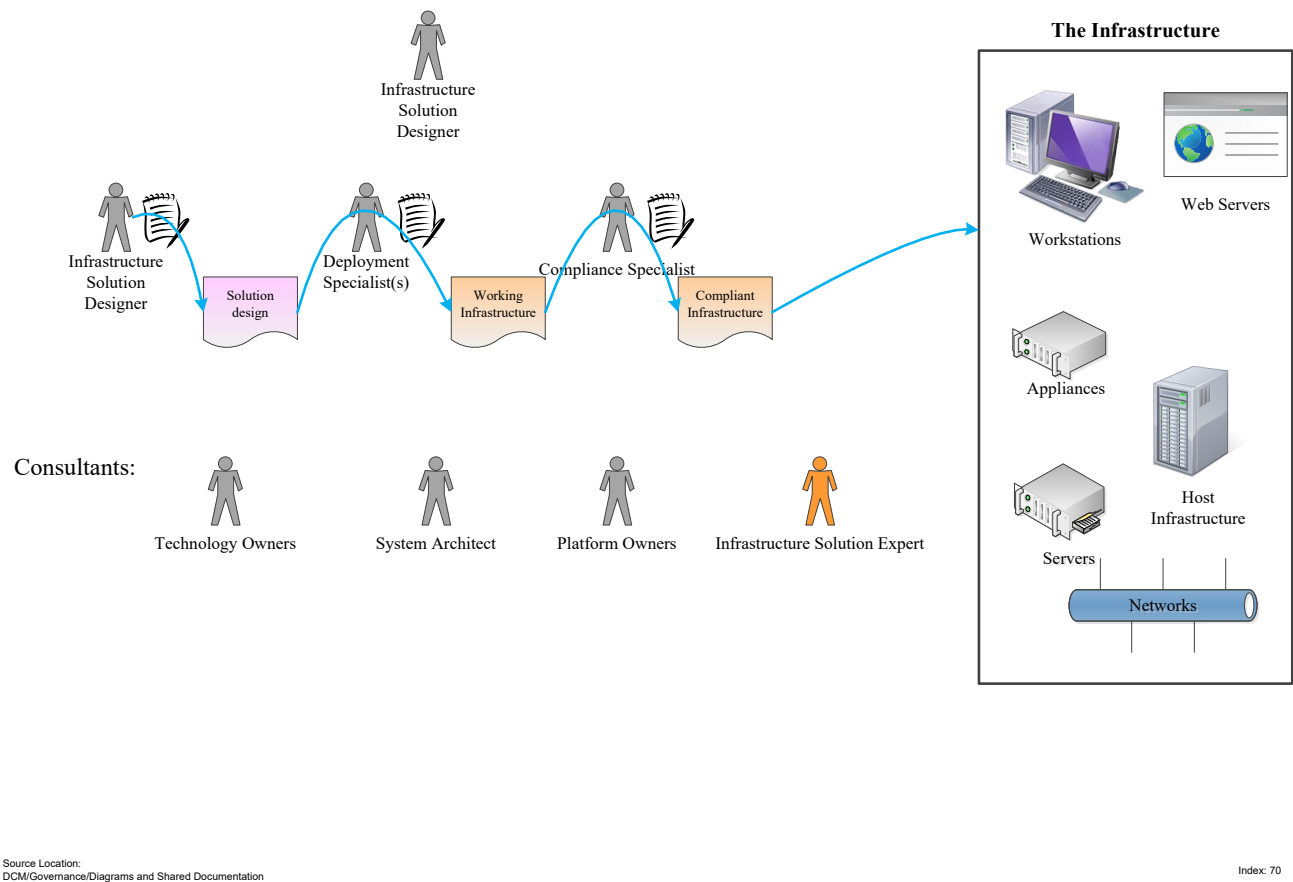 The Infrastructure
Infrastructure
Solution
Designer
Web Servers
Workstations
Infrastructure
Solution
Designer
Deployment
Specialist(s)
Compliance Specialist
Solution
design
Working
Infrastructure
Compliant
Infrastructure
Appliances
Consultants:
Technology Owners
System Architect
Platform Owners
Infrastructure Solution Expert
Host
Infrastructure
Servers
Networks
Source Location:
DCM/Governance/Diagrams and Shared Documentation
Index: 70